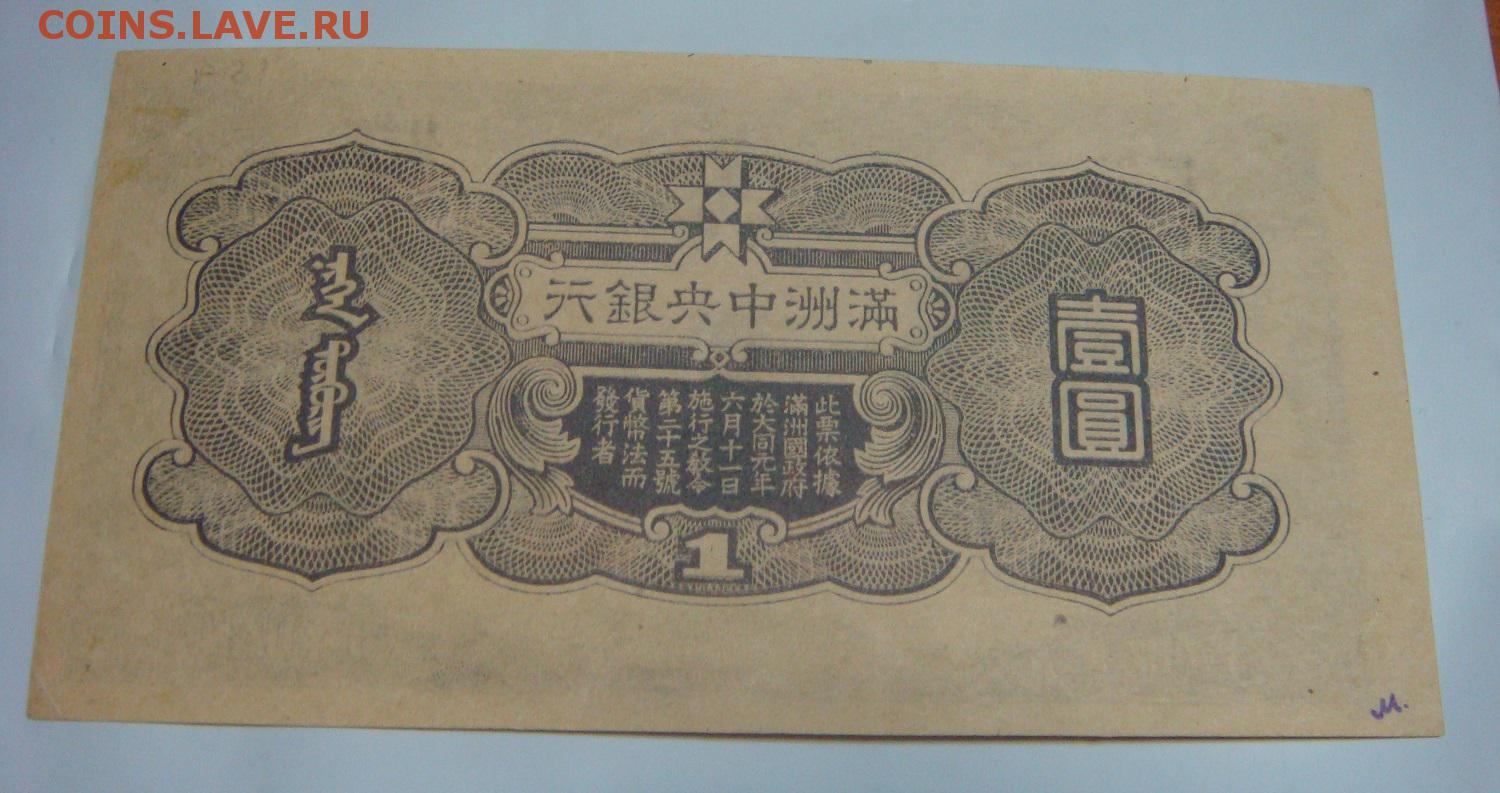 COINS.LAVE.RU
滿洲中央銀行
壹圓
此票依據
滿洲國政府
於大同元年
六月十一日
施行之敎令
第二十五號
貨幣法而
發行者
1
м.